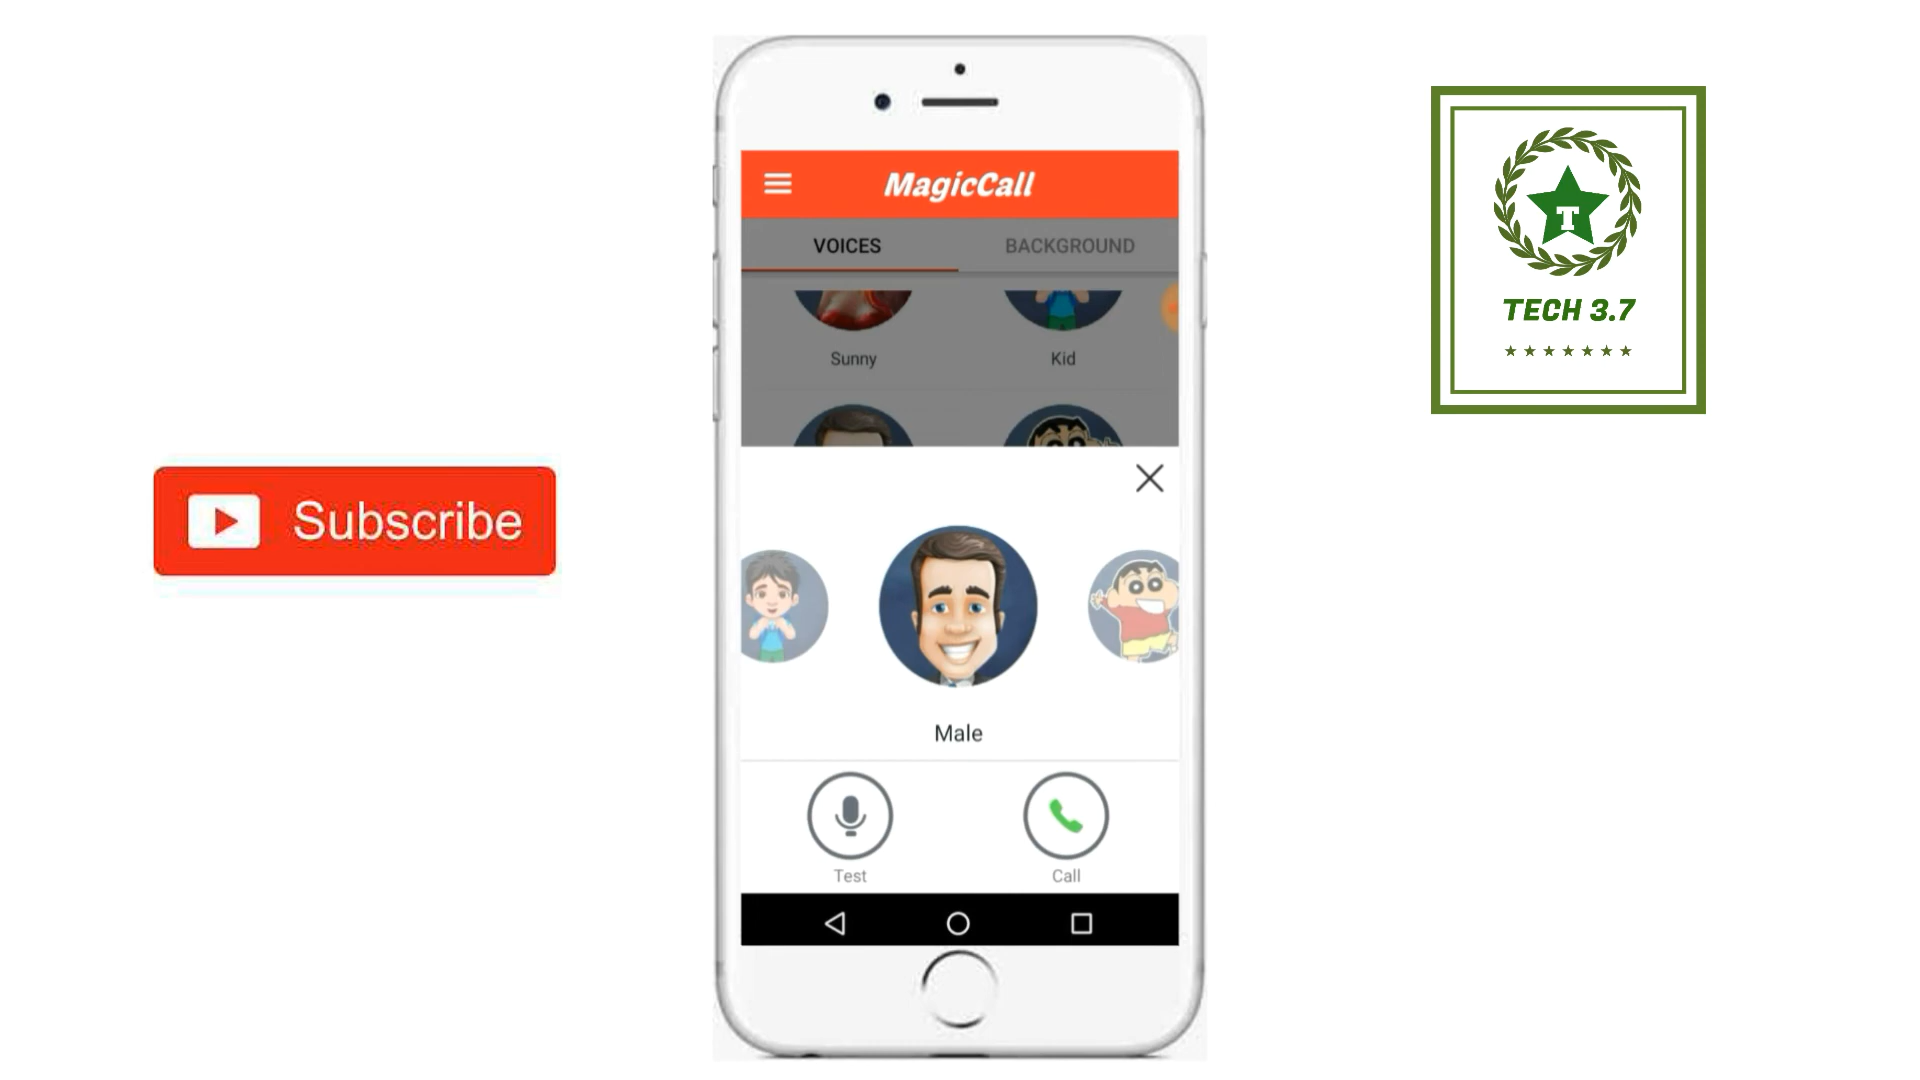 MagicCall
VOICES
BACKGROUND
Sunny
Kid
Male
Test
Call
Subscribe
T
TECH 3.7